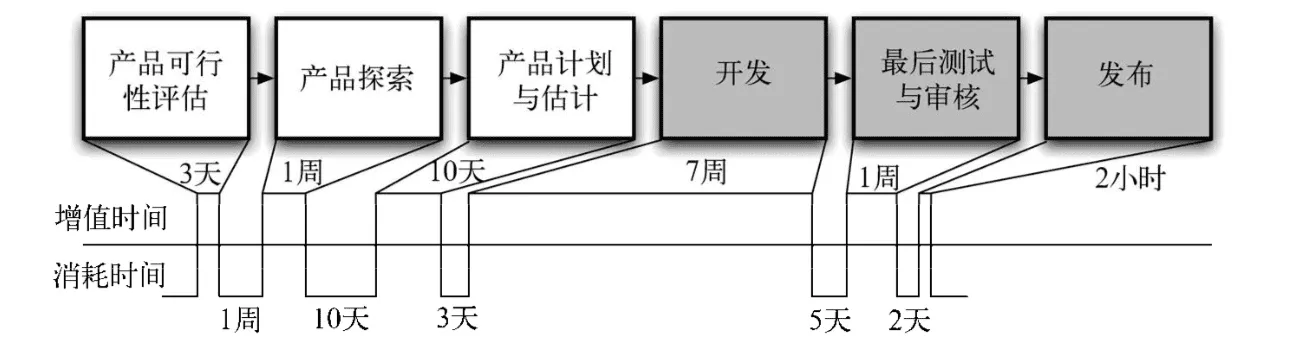 产品可行
性评估
产品探索
产品计划
与估计
开发
最后测试
与审核
发布
3天
1周
10天
7周
1周
2小时
增值时间
消耗时间
1周
10天
3天
5天
2天